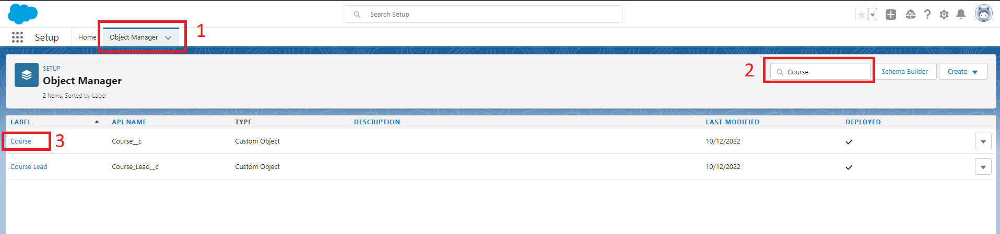 Search Setup
Setup Home Object Manager 1
SETUP
Object Manager
2 Items, Sorted by Label
2 Course Schema Builder Create
LABEL API NAME TYPE DESCRIPTION LAST MODIFIED DEPLOYED
Course 3 Course__c Custom Object 10/12/2022
Course Lead Course_Lead__c Custom Object 10/12/2022